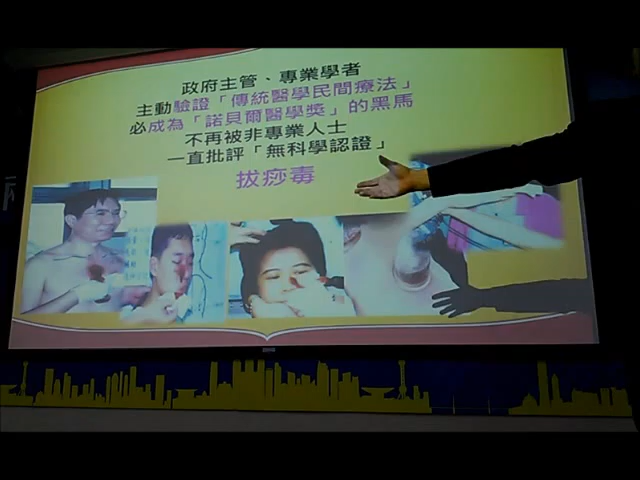 政府主管、專業學者
主動驗證「傳統醫學民間療法」
必成為「諾貝爾醫學獎」的黑馬
不再被非專業人士
一直批評「無科學認證」
拔痧毒